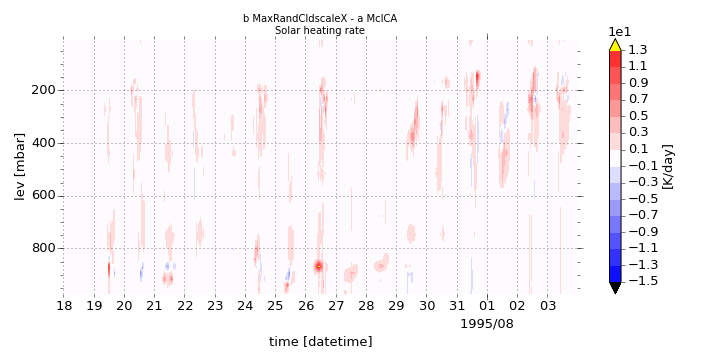 b MaxRandCldscaleX - a McICA
Solar heating rate
1e1
1.3
1.1
0.9
0.7
0.5
0.3
0.1
−0.1
−0.3
−0.5
−0.7
−0.9
−1.1
−1.3
−1.5
[K/day]
lev [mbar]
200
400
600
800
18 19 20 21 22 23 24 25 26 27 28 29 30 31 01 02 03
1995/08
time [datetime]